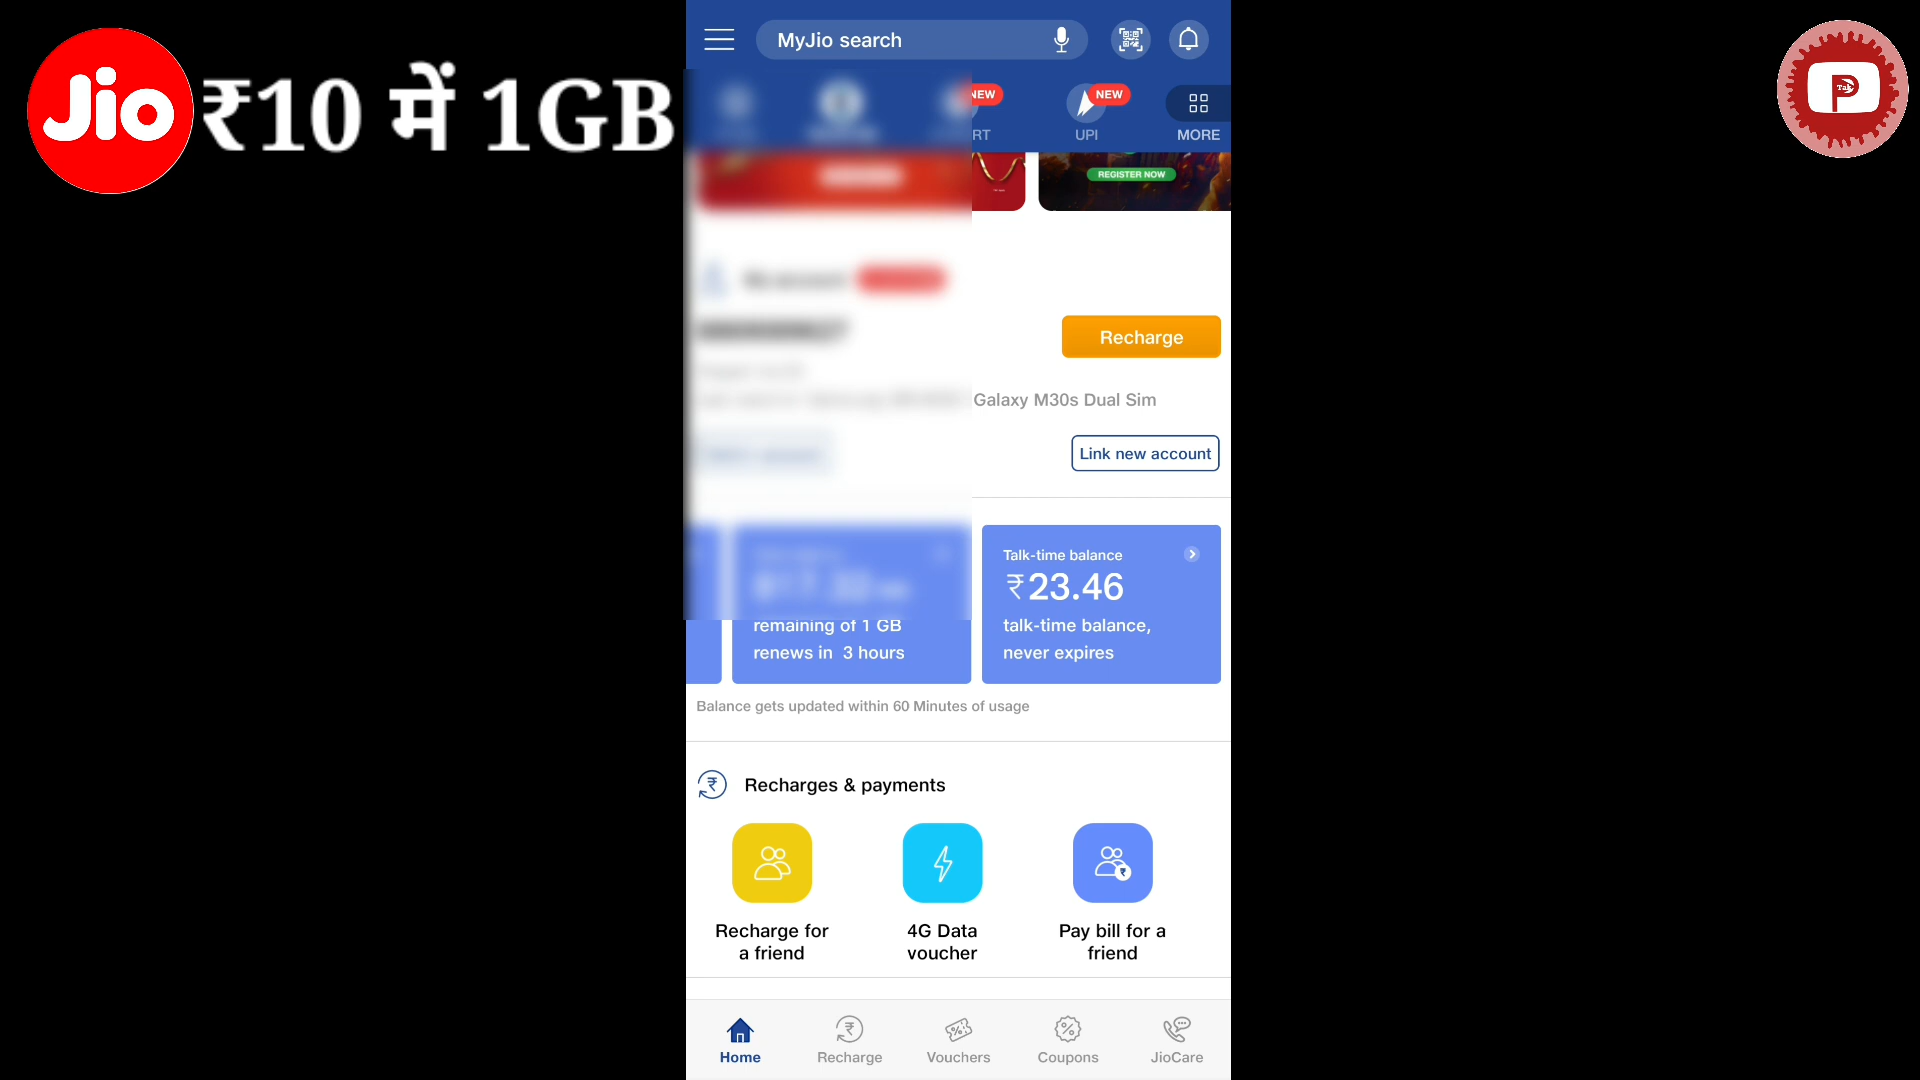 Jio
₹10 में 1GB
MyJio search
NEW
NEW
UPI
MORE
REGISTER NOW
My account
Recharge
Galaxy M30s Dual Sim
Link new account
Talk-time balance
₹23.46
remaining of 1 GB
talk-time balance,
renews in 3 hours
never expires
Balance gets updated within 60 Minutes of usage
Recharges & payments
Recharge for
a friend
4G Data
voucher
Pay bill for a
friend
Home
Recharge
Vouchers
Coupons
JioCare